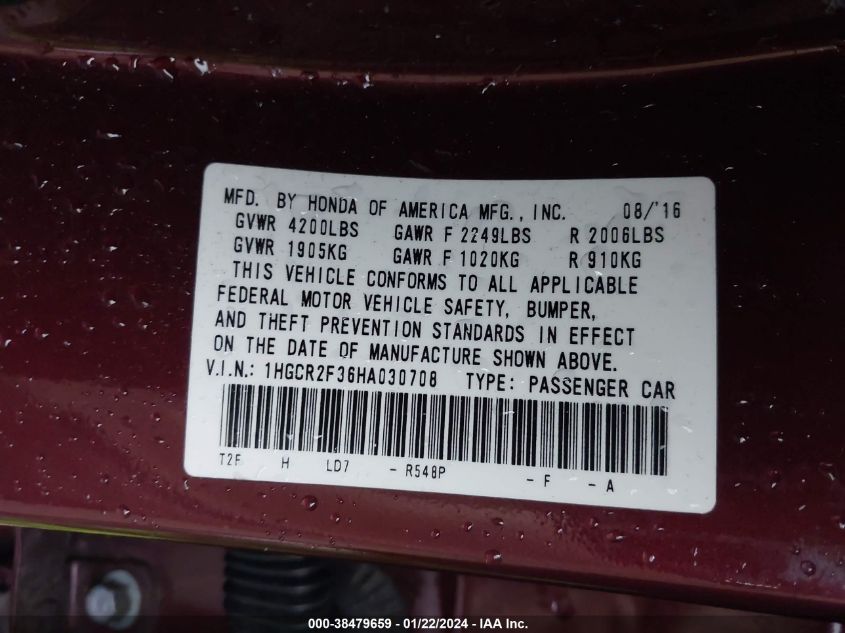 MFD. BY HONDA OF AMERICA MFG., INC. 08/'16
GVWR 4200LBS GAWR F 2249LBS R 2006LBS
GVWR 1905KG GAWR F 1020KG R 910KG
THIS VEHICLE CONFORMS TO ALL APPLICABLE
FEDERAL MOTOR VEHICLE SAFETY, BUMPER,
AND THEFT PREVENTION STANDARDS IN EFFECT
ON THE DATE OF MANUFACTURE SHOWN ABOVE.
V.I.N.: 1HGCR2F36HA030708 TYPE: PASSENGER CAR
T2F H LD7 - R548P - F - A
000-38479659 - 01/22/2024 - IAA Inc.